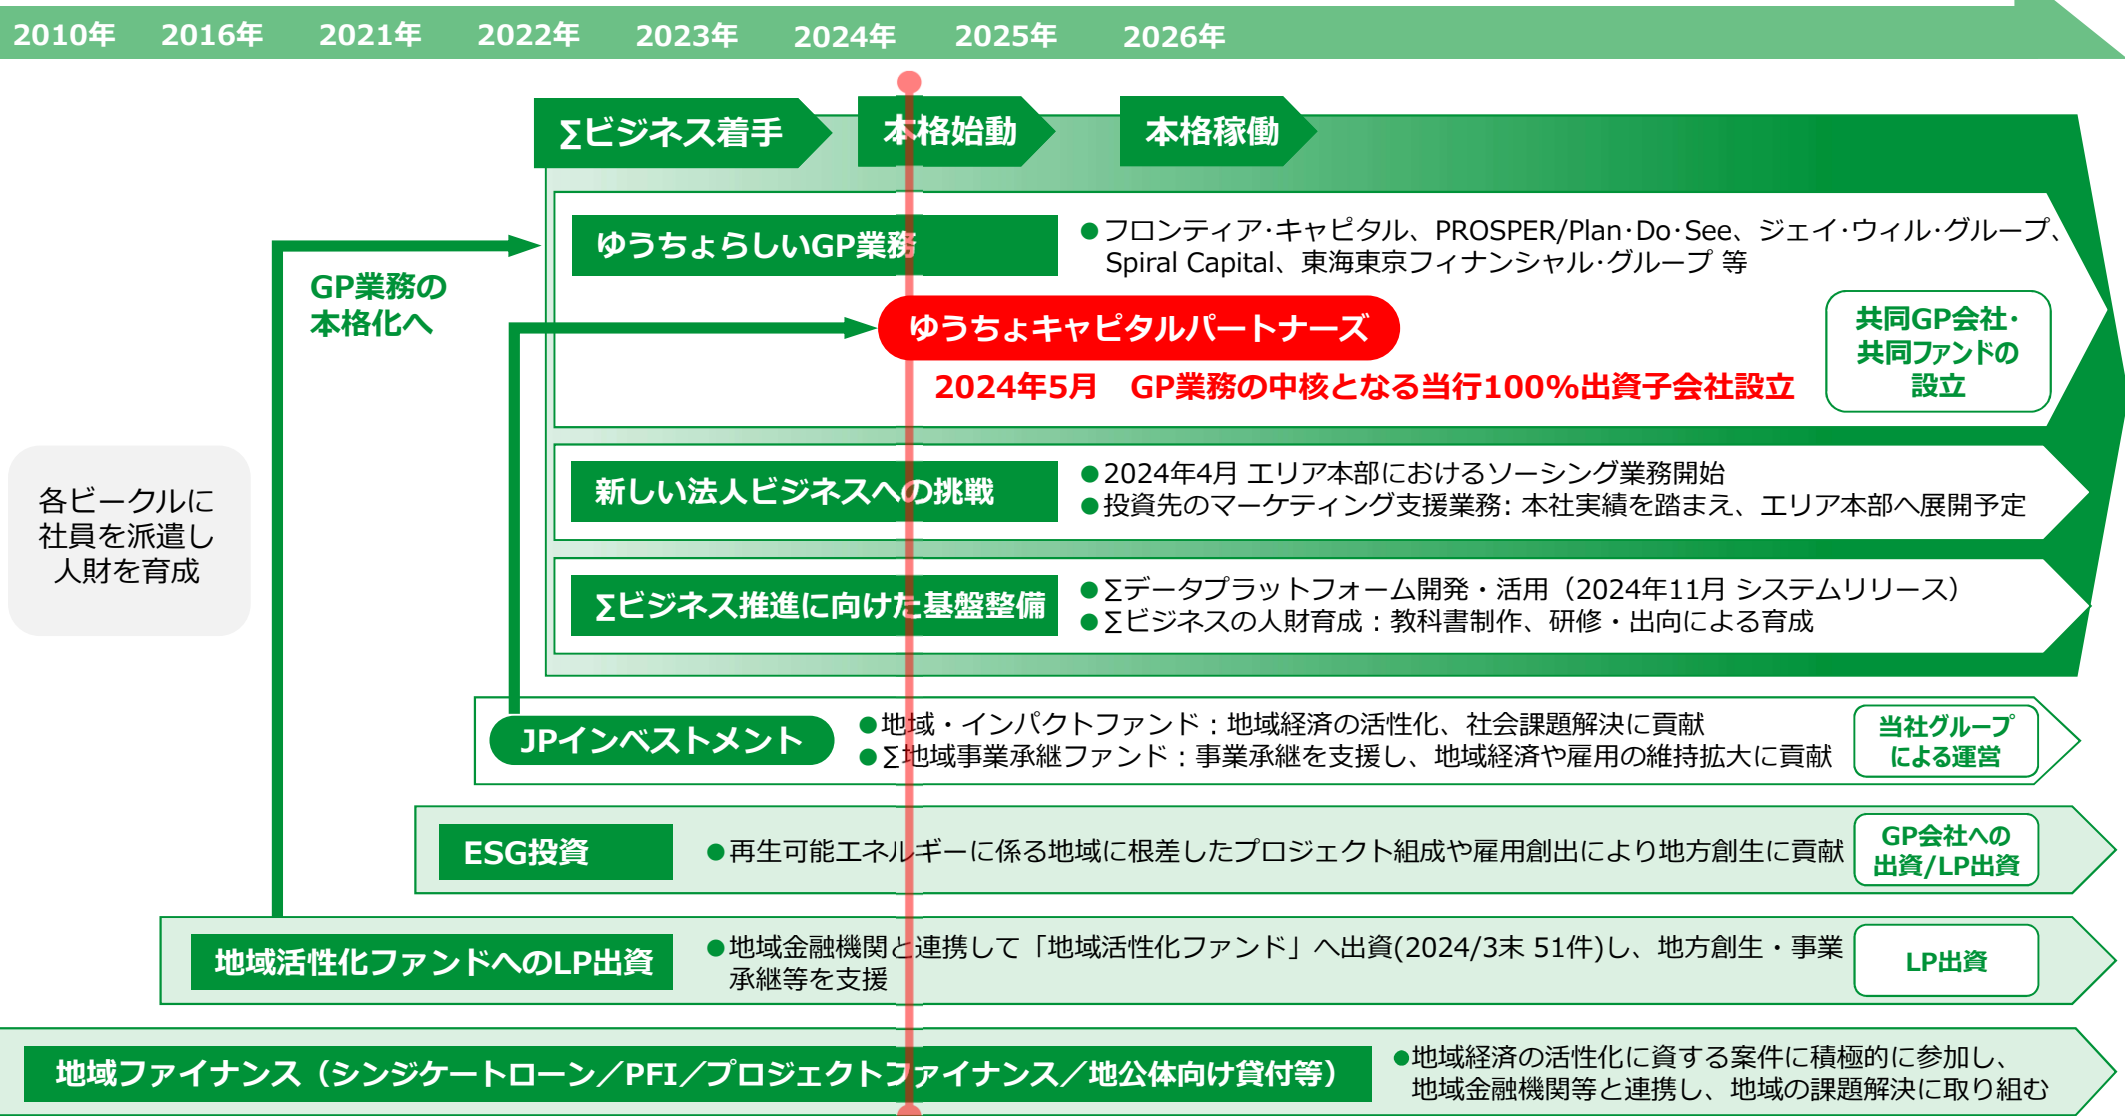 2010年 2016年 2021年 2022年 2023年 2024年 2025年 2026年
∑ビジネス着手
本格始動
本格稼働
ゆうちょらしいGP業務
●フロンティア･キャピタル、PROSPER/Plan･Do･See、ジェイ･ウィル･グループ、
Spiral Capital、東海東京フィナンシャル･グループ 等
GP業務の
本格化へ
ゆうちょキャピタルパートナーズ
2024年5月　GP業務の中核となる当行100%出資子会社設立
共同GP会社･
共同ファンドの
設立
新しい法人ビジネスへの挑戦
●2024年4月 エリア本部におけるソーシング業務開始
●投資先のマーケティング支援業務: 本社実績を踏まえ、エリア本部へ展開予定
各ビークルに
社員を派遣し
人財を育成
∑ビジネス推進に向けた基盤整備
●∑データプラットフォーム開発・活用（2024年11月 システムリリース）
●∑ビジネスの人財育成：教科書制作、研修・出向による育成
JPインベストメント
●地域・インパクトファンド：地域経済の活性化、社会課題解決に貢献
●∑地域事業承継ファンド：事業承継を支援し、地域経済や雇用の維持拡大に貢献
当社グループ
による運営
ESG投資
●再生可能エネルギーに係る地域に根差したプロジェクト組成や雇用創出により地方創生に貢献
GP会社への
出資/LP出資
地域活性化ファンドへのLP出資
●地域金融機関と連携して「地域活性化ファンド」へ出資(2024/3末 51件)し、地方創生・事業
承継等を支援
LP出資
地域ファイナンス（シンジケートローン／PFI／プロジェクトファイナンス／地公体向け貸付等）
●地域経済の活性化に資する案件に積極的に参加し、
地域金融機関等と連携し、地域の課題解決に取り組む